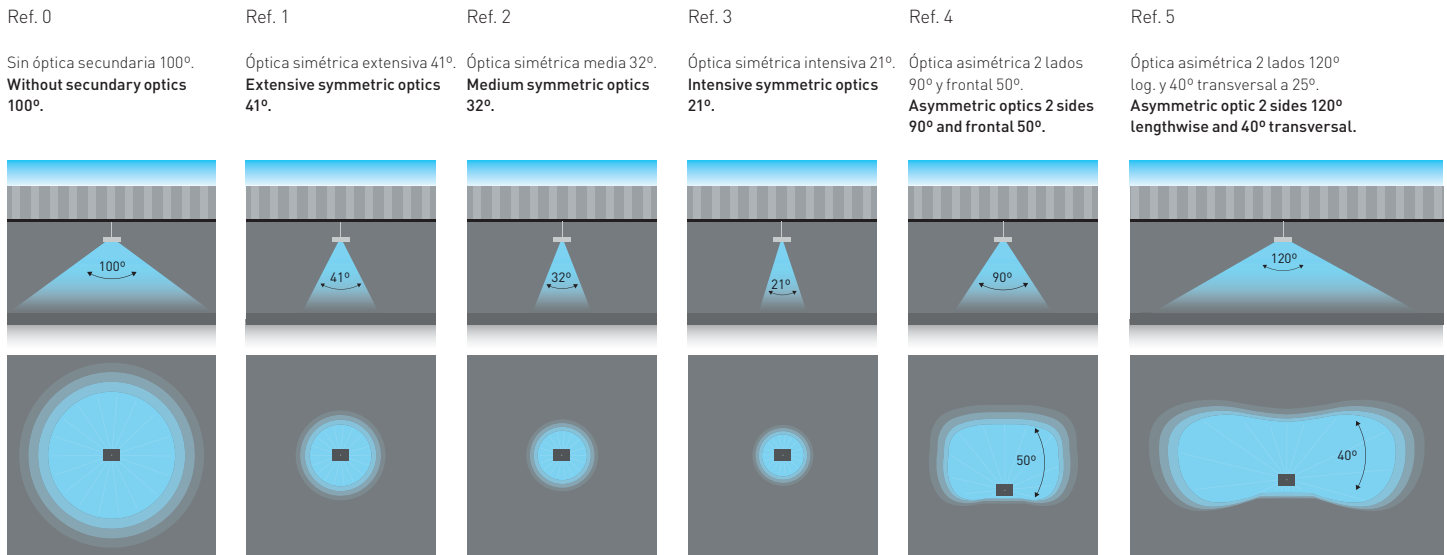 Ref. 0
Sin óptica secundaria 100º.
Without secundary optics
100º.
Ref. 1
Óptica simétrica extensiva 41º.
Extensive symmetric optics
41º.
Ref. 2
Óptica simétrica media 32º.
Medium symmetric optics
32º.
Ref. 3
Óptica simétrica intensiva 21º.
Intensive symmetric optics
21º.
Ref. 4
Óptica asimétrica 2 lados
90º y frontal 50º.
Asymmetric optics 2 sides
90º and frontal 50º.
Ref. 5
Óptica asimétrica 2 lados 120º
log. y 40º transversal a 25º.
Asymmetric optic 2 sides 120º
lengthwise and 40º transversal.
100º
41º
32º
21º
90º
120º
50º
40º